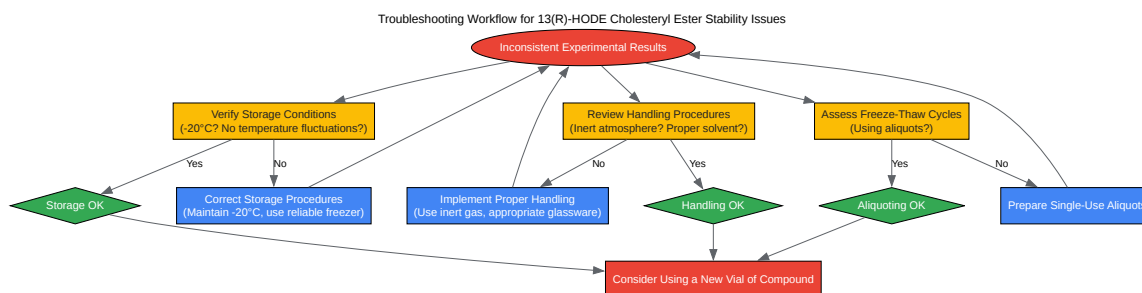 Troubleshooting Workflow for 13(R)-HODE Cholesteryl Ester Stability Issues
Inconsistent Experimental Results
Verify Storage Conditions
(-20°C? No temperature fluctuations?)
Review Handling Procedures
(Inert atmosphere? Proper solvent?)
Assess Freeze-Thaw Cycles
(Using aliquots?)
Yes
No
No
Yes
Yes
No
Storage OK
Correct Storage Procedures
(Maintain -20°C, use reliable freezer)
Implement Proper Handling
(Use inert gas, appropriate glassware)
Handling OK
Aliquoting OK
Prepare Single-Use Aliquots
Consider Using a New Vial of Compound